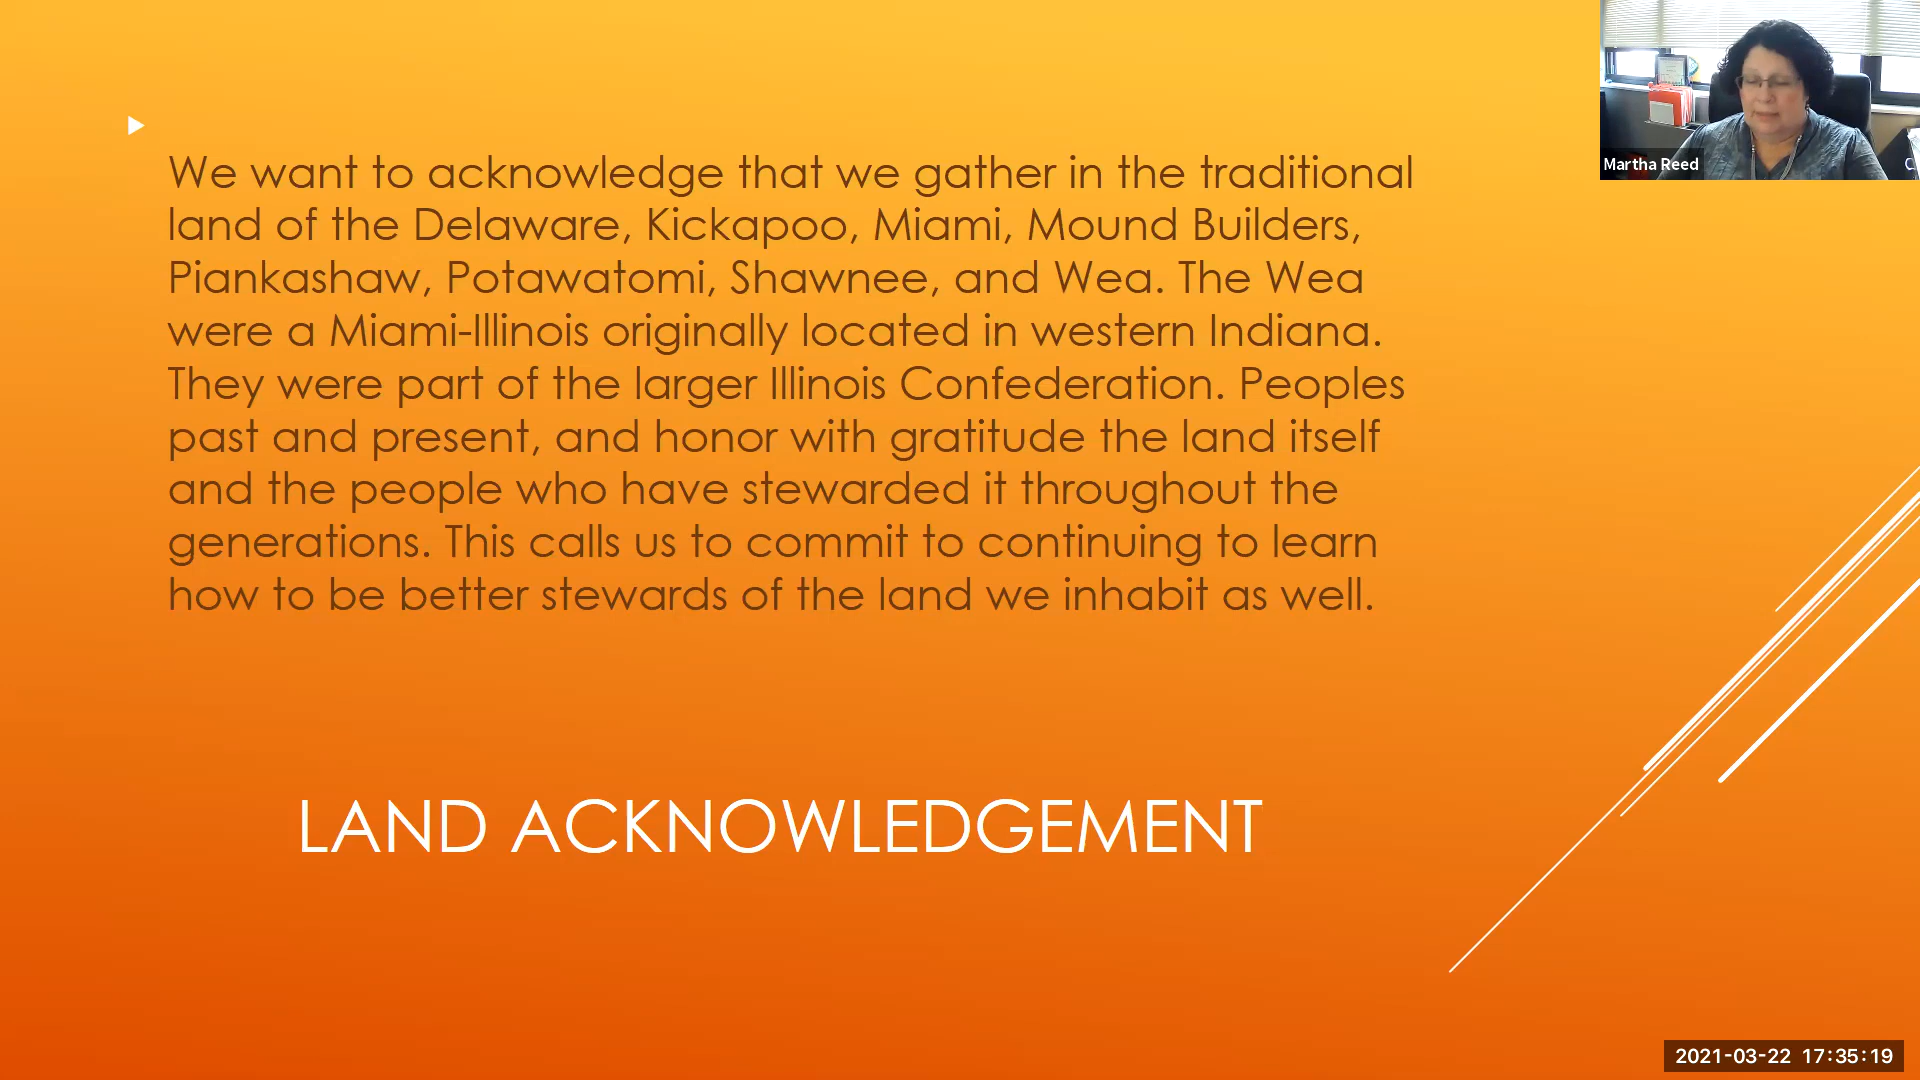 We want to acknowledge that we gather in the traditional
land of the Delaware, Kickapoo, Miami, Mound Builders,
Piankashaw, Potawatomi, Shawnee, and Wea. The Wea
were a Miami-Illinois originally located in western Indiana.
They were part of the larger Illinois Confederation. Peoples
past and present, and honor with gratitude the land itself
and the people who have stewarded it throughout the
generations. This calls us to commit to continuing to learn
how to be better stewards of the land we inhabit as well.
LAND ACKNOWLEDGEMENT
Martha Reed
2021-03-22 17:35:19